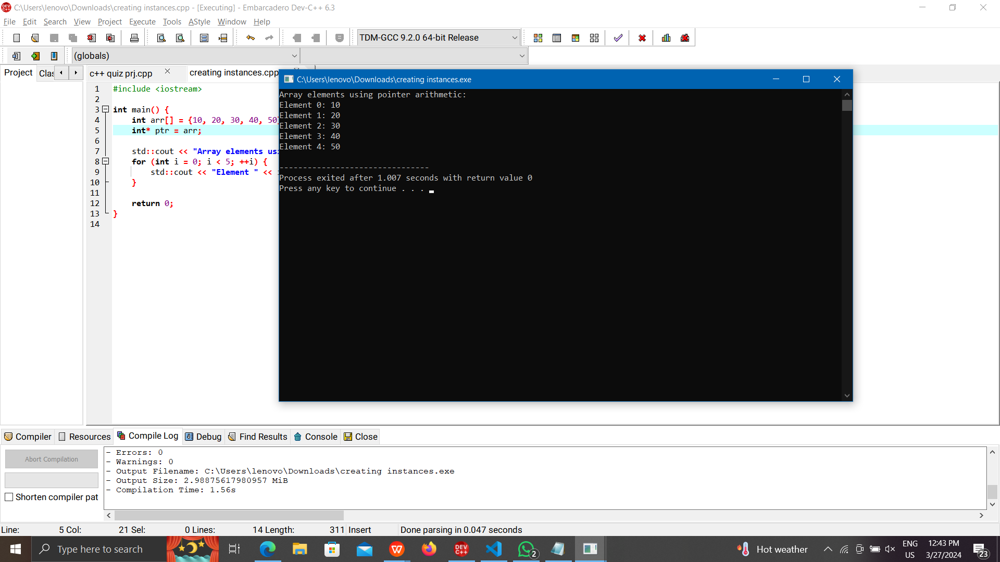 C:\Users\lenovo\Downloads\creating instances.cpp - [Executing] - Embarcadero Dev-C++ 6.3
File Edit Search View Project Execute Tools AStyle Window Help
TDM-GCC 9.2.0 64-bit Release
(globals)
Project Clas c++ quiz prj.cpp creating instances.cpp
C:\Users\lenovo\Downloads\creating instances.exe
1 #include <iostream>
2
3 int main() {
4 int arr[] = {10, 20, 30, 40, 50
5 int* ptr = arr;
6
7 std::cout << "Array elements usi
8 for (int i = 0; i < 5; ++i) {
9 std::cout << "Element " <<
10 }
11
12 return 0;
13 }
14
Array elements using pointer arithmetic:
Element 0: 10
Element 1: 20
Element 2: 30
Element 3: 40
Element 4: 50
--------------------------------
Process exited after 1.007 seconds with return value 0
Press any key to continue . . .
Compiler Resources Compile Log Debug Find Results Console Close
Abort Compilation
Shorten compiler pat
- Errors: 0
- Warnings: 0
- Output Filename: C:\Users\lenovo\Downloads\creating instances.exe
- Output Size: 2.98875617980957 MiB
- Compilation Time: 1.56s
Line: 5 Col: 21 Sel: 0 Lines: 14 Length: 311 Insert Done parsing in 0.047 seconds
Type here to search
DEV C++
2
Hot weather
ENG
US
12:43 PM
3/27/2024
23